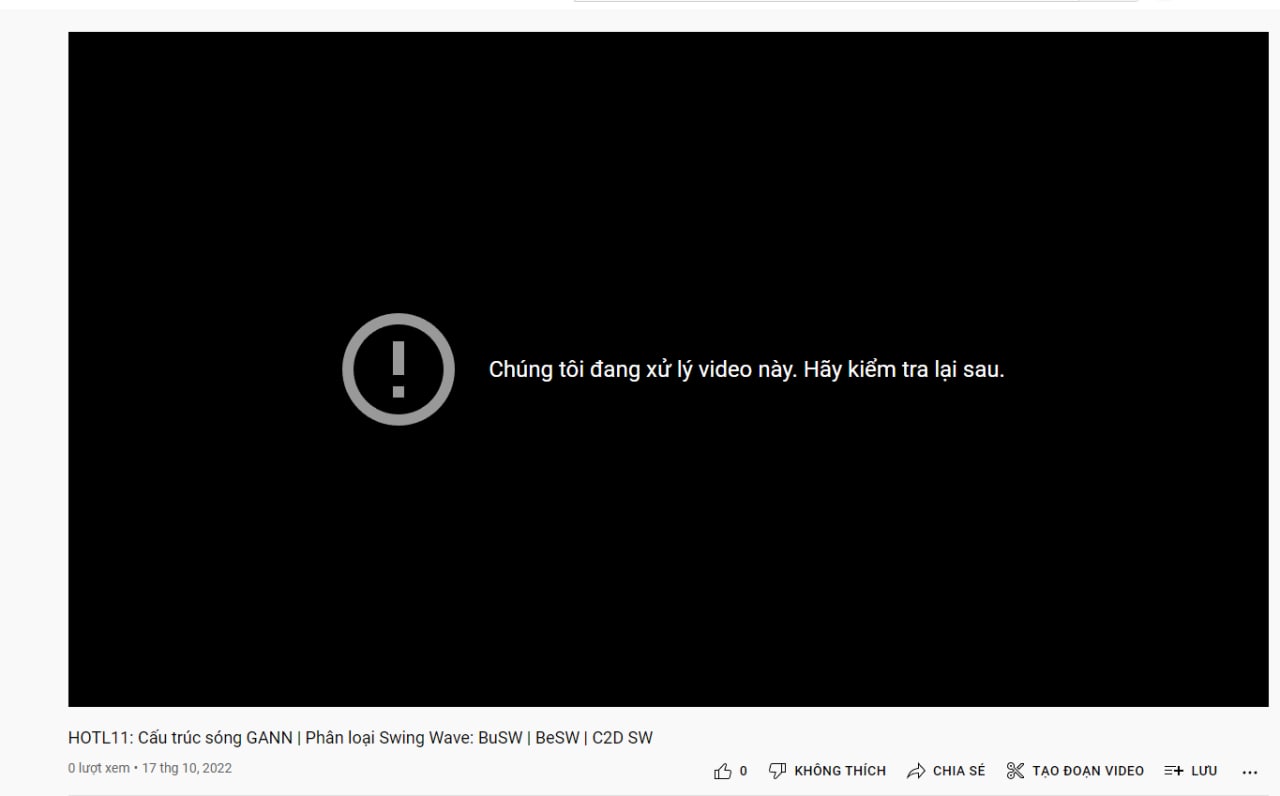 Chúng tôi đang xử lý video này. Hãy kiểm tra lại sau.
HOTL11: Cấu trúc sóng GANN | Phân loại Swing Wave: BuSW | BeSW | C2D SW
0 lượt xem • 17 thg 10, 2022
0 KHÔNG THÍCH CHIA SẺ TẠO ĐOẠN VIDEO LƯU ...